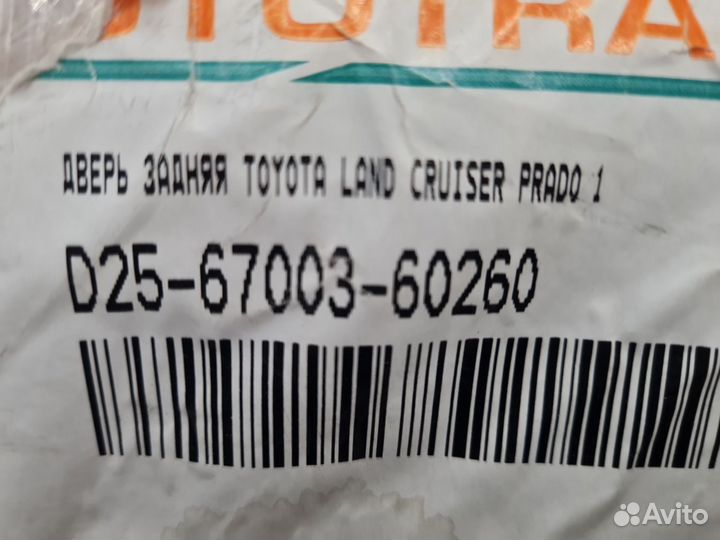 ДВЕРЬ ЗАДНЯЯ TOYOTA LAND CRUISER PRADO 1
D25-67003-60260
Avito